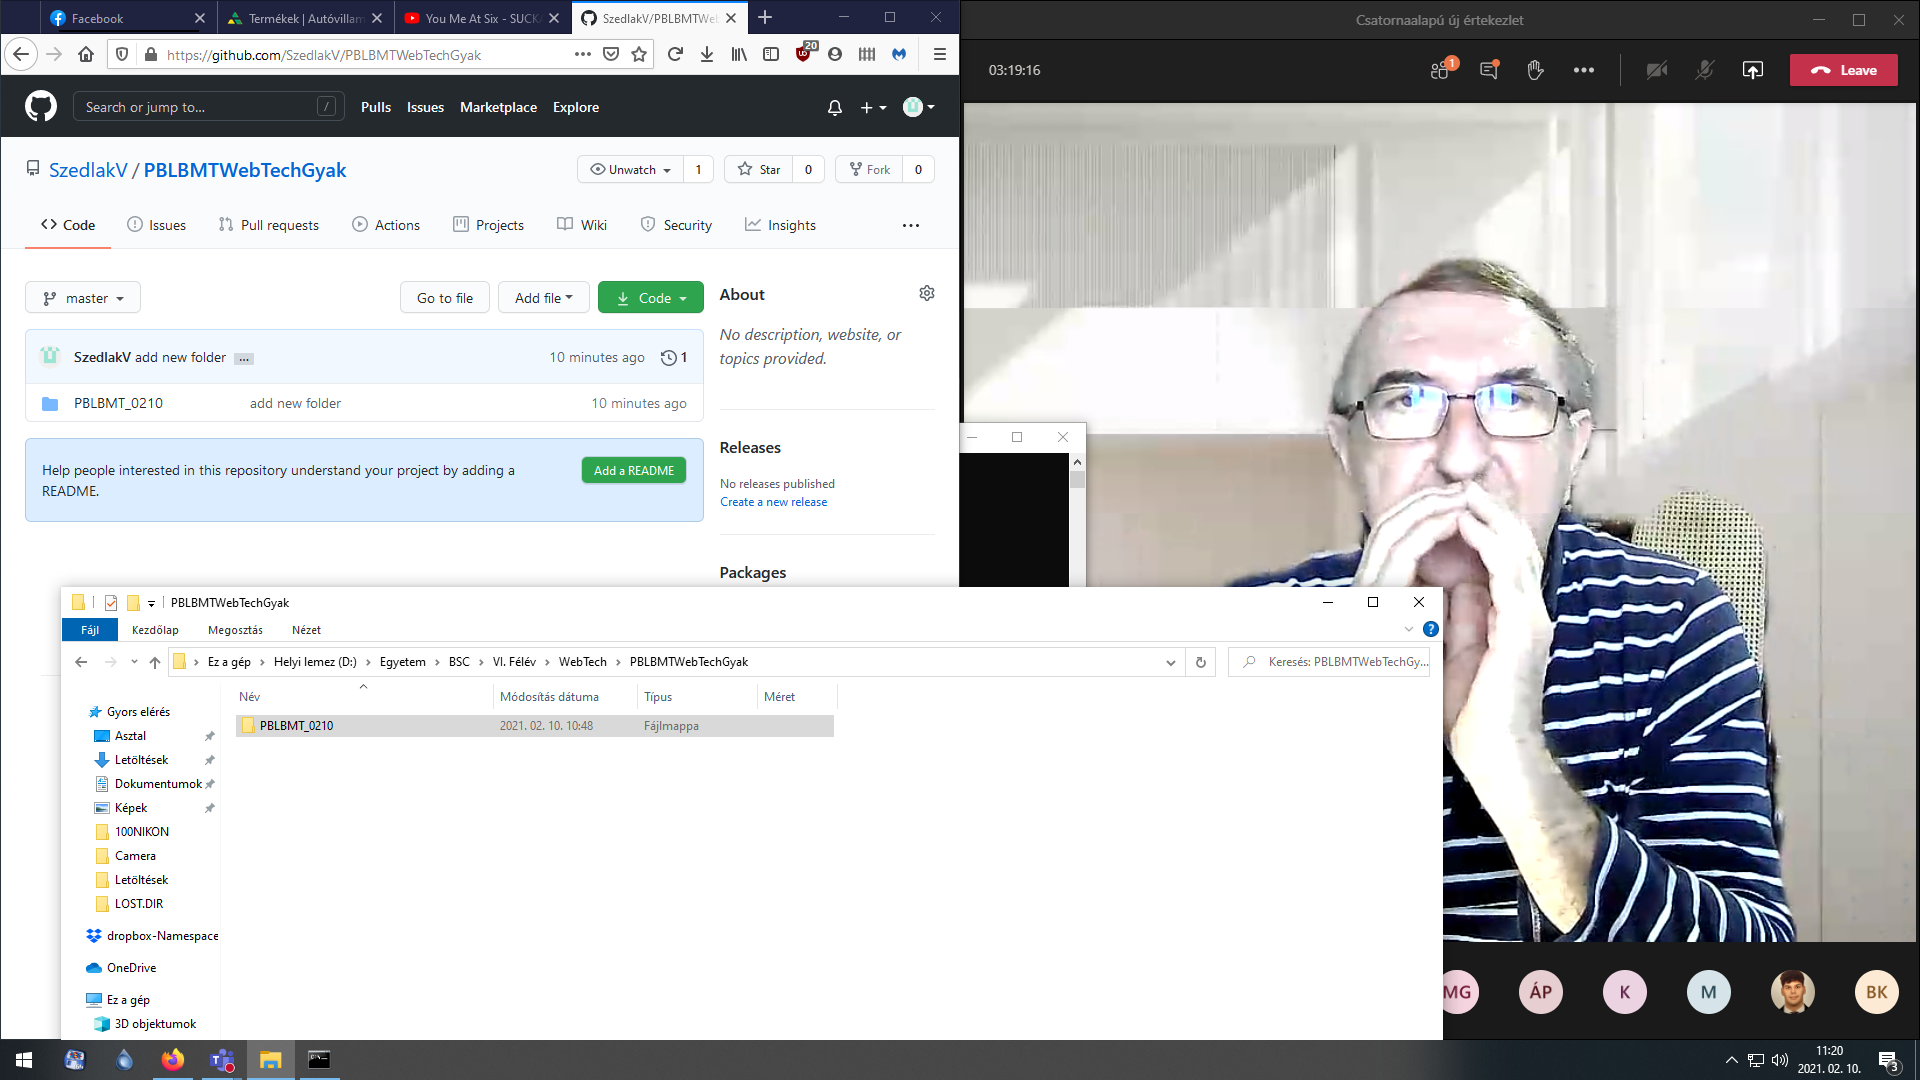 Facebook
Termékek | Autóvillam
You Me At Six - SUCK
SzedlakV/PBLBMTWeb
https://github.com/SzedlakV/PBLBMTWebTechGyak
20
Search or jump to...
/
Pulls
Issues
Marketplace
Explore
SzedlakV / PBLBMTWebTechGyak
Unwatch
1
Star
0
Fork
0
Code
Issues
Pull requests
Actions
Projects
Wiki
Security
Insights
master
Go to file
Add file
Code
About
No description, website, or
topics provided.
SzedlakV add new folder ...
10 minutes ago
1
PBLBMT_0210
add new folder
10 minutes ago
Help people interested in this repository understand your project by adding a
README.
Add a README
Releases
No releases published
Create a new release
Packages
Csatornaalapú új értekezlet
03:19:16
1
Leave
PBLBMTWebTechGyak
Fájl
Kezdőlap
Megosztás
Nézet
?
Ez a gép > Helyi lemez (D:) > Egyetem > BSC > VI. Félév > WebTech > PBLBMTWebTechGyak
Keresés: PBLBMTWebTechGy...
Név
Módosítás dátuma
Típus
Méret
PBLBMT_0210
2021. 02. 10. 10:48
Fájlmappa
Gyors elérés
Asztal
Letöltések
Dokumentumok
Képek
100NIKON
Camera
Letöltések
LOST.DIR
dropbox-Namespace
OneDrive
Ez a gép
3D objektumok
MG
ÁP
K
M
BK
11:20
2021. 02. 10.
3